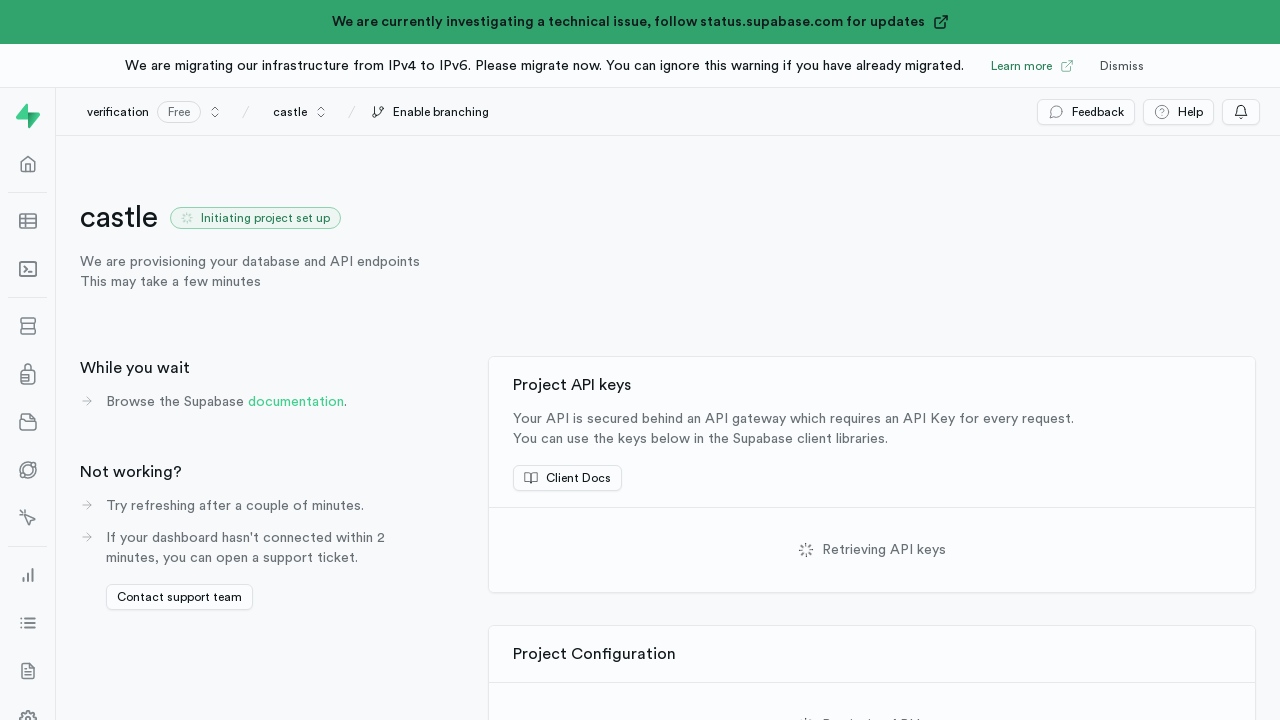 We are currently investigating a technical issue, follow status.supabase.com for updates
We are migrating our infrastructure from IPv4 to IPv6. Please migrate now. You can ignore this warning if you have already migrated.
Learn more
Dismiss
verification
Free
/
castle
/
Enable branching
Feedback
Help
castle
Initiating project set up
We are provisioning your database and API endpoints
This may take a few minutes
While you wait
Browse the Supabase documentation.
Not working?
Try refreshing after a couple of minutes.
If your dashboard hasn't connected within 2
minutes, you can open a support ticket.
Contact support team
Project API keys
Your API is secured behind an API gateway which requires an API Key for every request.
You can use the keys below in the Supabase client libraries.
Client Docs
Retrieving API keys
Project Configuration